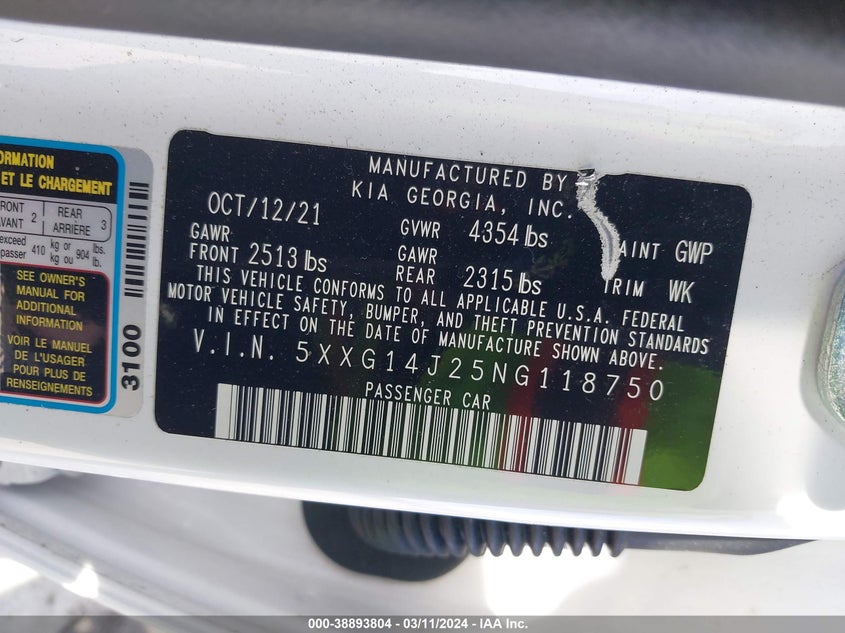 ORMATION
ET LE CHARGEMENT
FRONT 2 REAR 3
AVANT ARRIÈRE
exceed 410 kg or 904 lbs.
passer kg ou lb.
SEE OWNER'S
MANUAL FOR
ADDITIONAL
INFORMATION
VOIR LE MANUEL
DE L'USAGER
POUR PLUS DE
RENSEIGNEMENTS
3100
MANUFACTURED BY
KIA GEORGIA, INC.
OCT/12/21 GVWR 4354 lbs AINT GWP
GAWR FRONT 2513 lbs GAWR REAR 2315 lbs TRIM WK
THIS VEHICLE CONFORMS TO ALL APPLICABLE U.S.A. FEDERAL
MOTOR VEHICLE SAFETY, BUMPER, AND THEFT PREVENTION STANDARDS
IN EFFECT ON THE DATE OF MANUFACTURE SHOWN ABOVE.
V.I.N. 5XXG14J25NG118750
PASSENGER CAR
000-38893804 - 03/11/2024 - IAA Inc.